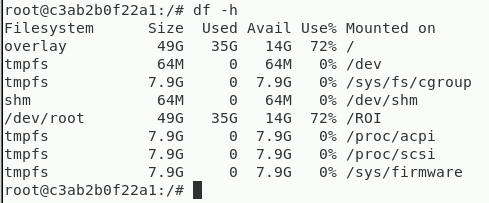 root@c3ab2b0f22a1:/# df -h
Filesystem      Size  Used Avail Use% Mounted on
overlay          49G   35G   14G  72% /
tmpfs            64M     0   64M   0% /dev
tmpfs           7.9G     0  7.9G   0% /sys/fs/cgroup
shm              64M     0   64M   0% /dev/shm
/dev/root        49G   35G   14G  72% /ROI
tmpfs           7.9G     0  7.9G   0% /proc/acpi
tmpfs           7.9G     0  7.9G   0% /proc/scsi
tmpfs           7.9G     0  7.9G   0% /sys/firmware
root@c3ab2b0f22a1:/#